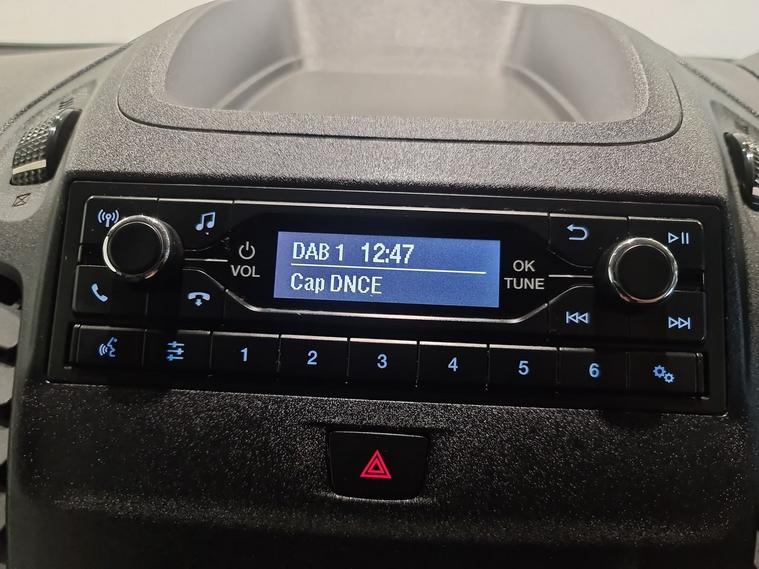 DAB 1 12:47
Cap DNCE
VOL
OK
TUNE
1 2 3 4 5 6